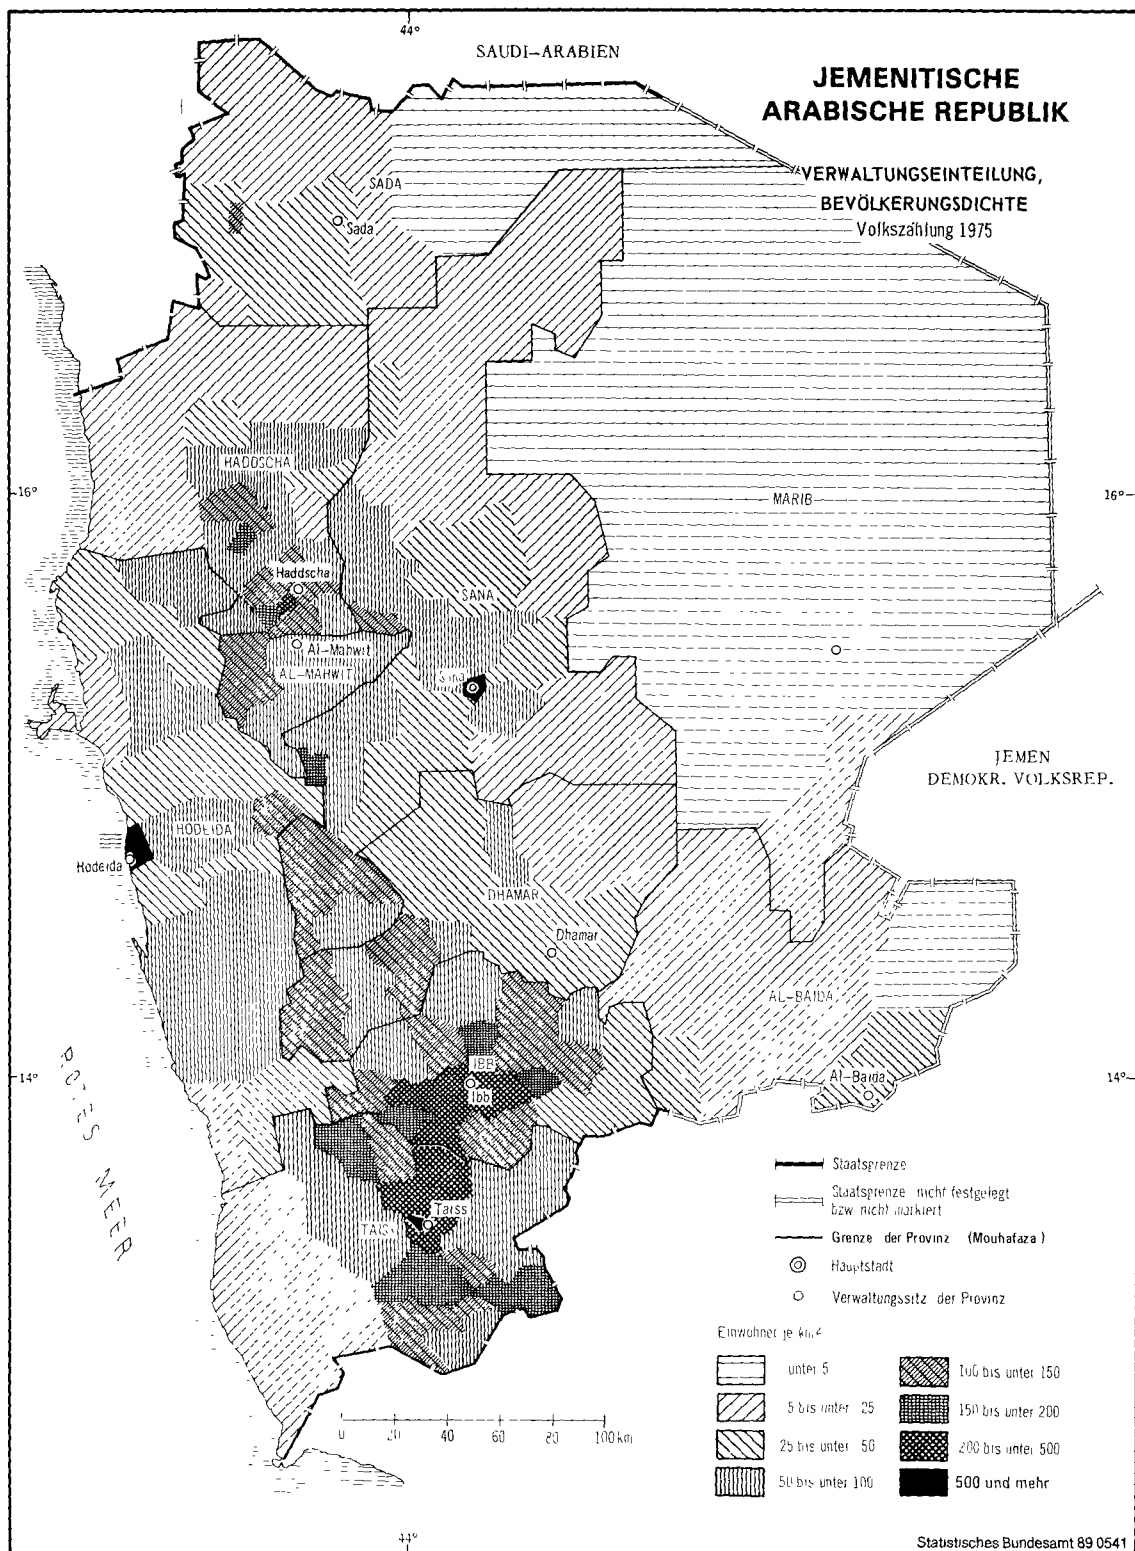 44°
SAUDI-ARABIEN
JEMENITISCHE
ARABISCHE REPUBLIK
VERWALTUNGSEINTEILUNG,
BEVÖLKERUNGSDICHTE
Volkszählung 1975
SADA
Sada
HADDSCHA
16°
MARIB
16°
Haddscha
SANA
Al-Mahwit
AL-MAHWIT
JEMEN
DEMOKR. VOLKSREP.
HODEIDA
Hodeida
DHAMAR
Dhamar
AL-BAIDA
ROTES MEER
IBB
Ibb
14°
Al-Baida
14°
Taiss
Staatsgrenze
Staatsgrenze nicht festgelegt
bzw nicht markiert
Grenze der Provinz (Mouhafaza)
Hauptstadt
Verwaltungssitz der Provinz
Einwohner je km²
unter 5
5 bis unter 25
25 bis unter 50
50 bis unter 100
100 bis unter 150
150 bis unter 200
200 bis unter 500
500 und mehr
0 20 40 60 80 100 km
44°
Statistisches Bundesamt 89 0541